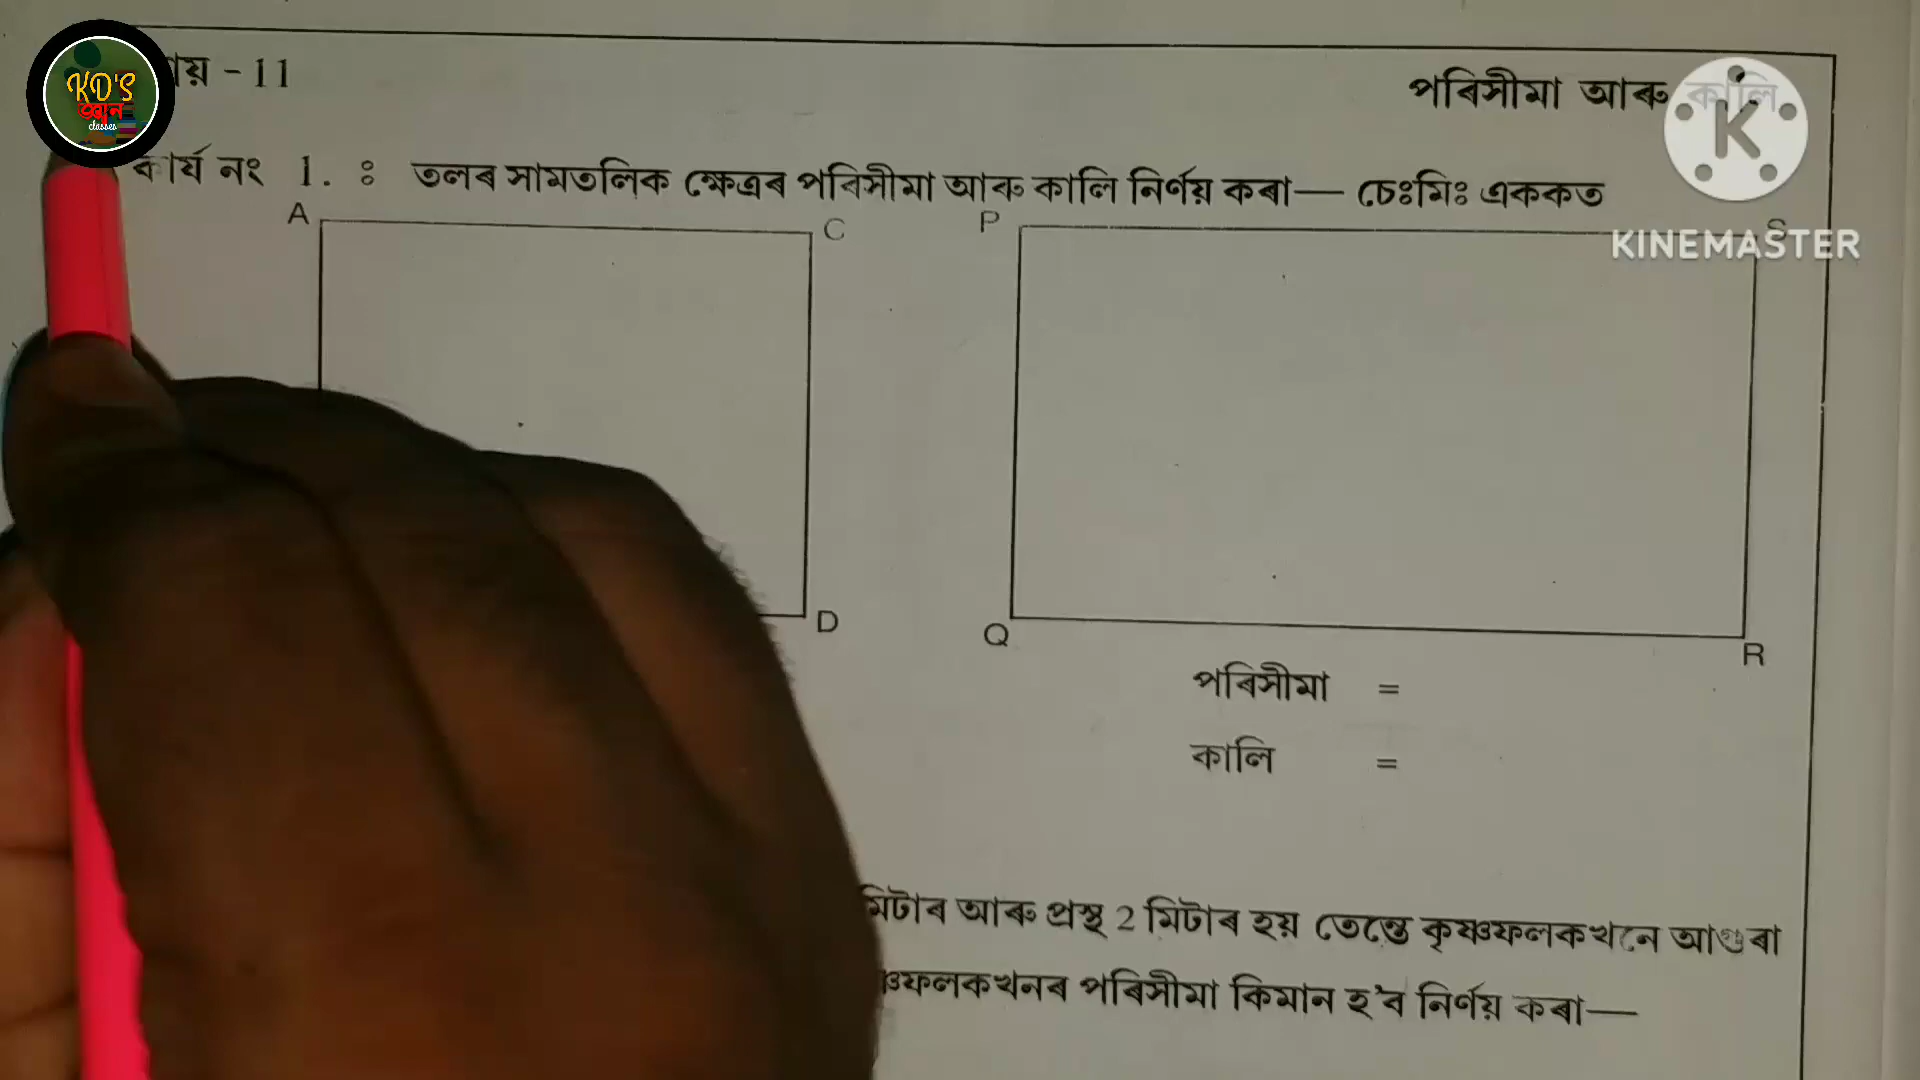 KD'S
জ্ঞান
classes
- 11
পৰিসীমা আৰু কালি
K
KINEMASTER
কাৰ্য নং 1. ঃ তলৰ সামতলিক ক্ষেত্ৰৰ পৰিসীমা আৰু কালি নিৰ্ণয় কৰা— চেঃমিঃ এককত
A C P S
D Q R
পৰিসীমা =
কালি =
আৰু প্ৰস্থ 2 মিটাৰ হয় তেন্তে কৃষ্ণফলকখনে আগুৰা
পৰিসীমা কিমান হ'ব নিৰ্ণয় কৰা—